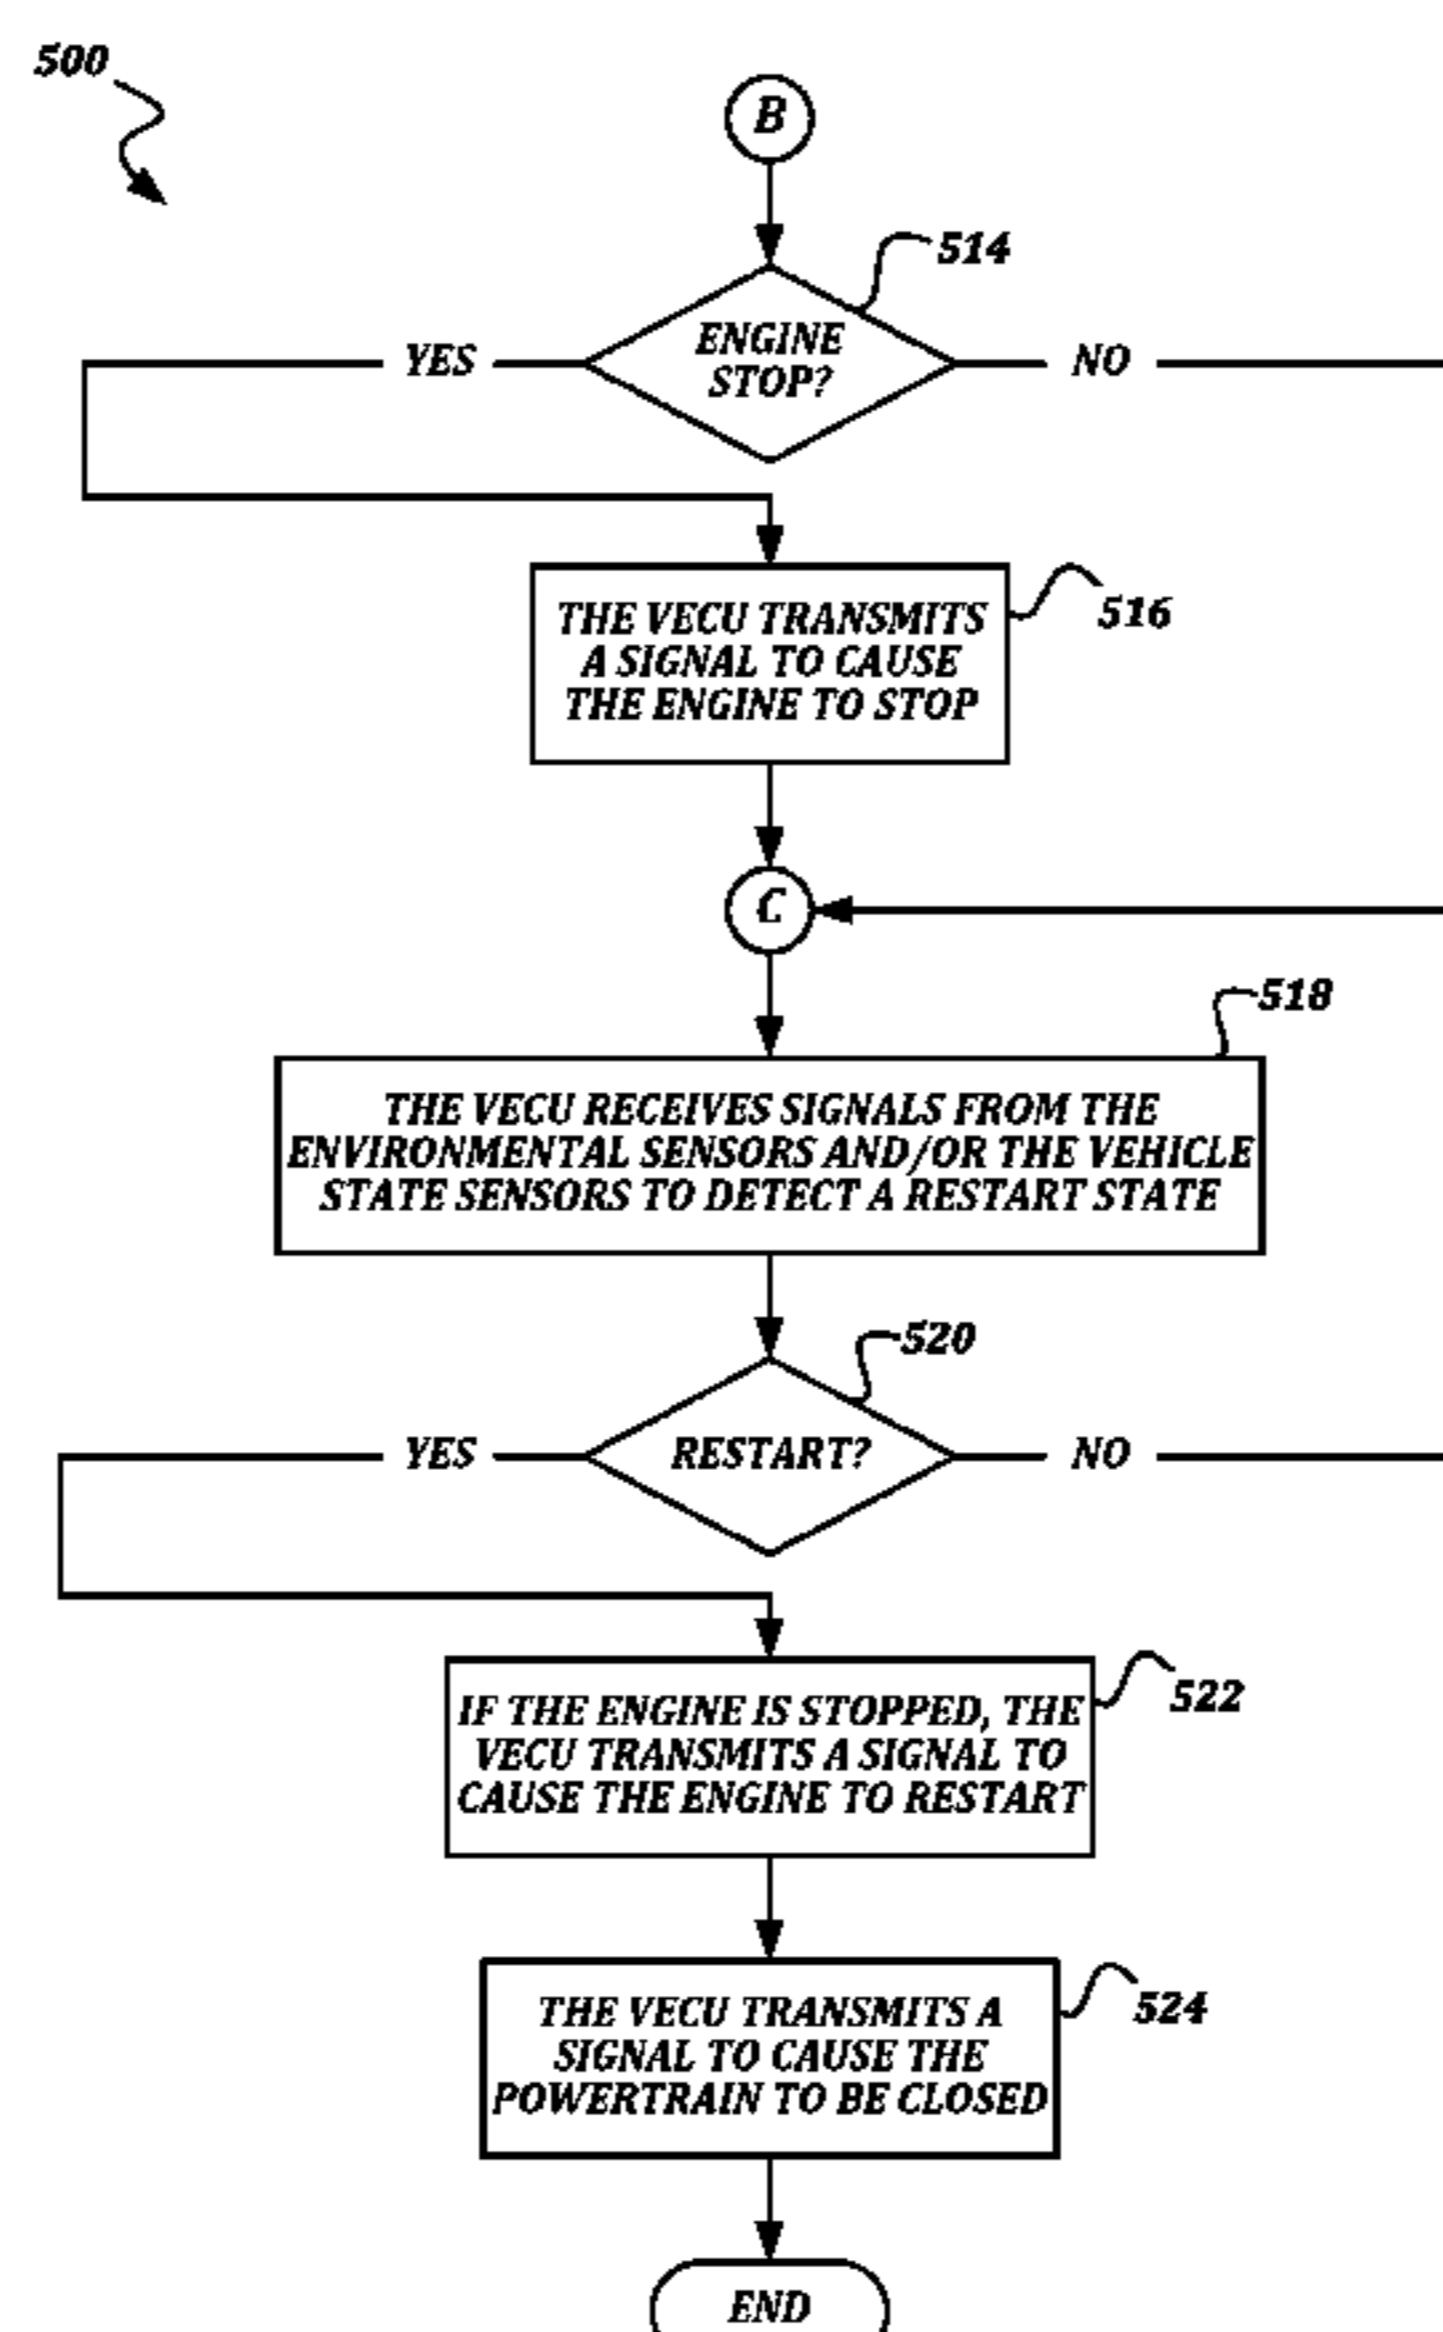 500
B
514
ENGINE
STOP?
YES
NO
THE VECU TRANSMITS
A SIGNAL TO CAUSE
THE ENGINE TO STOP
516
C
518
THE VECU RECEIVES SIGNALS FROM THE
ENVIRONMENTAL SENSORS AND/OR THE VEHICLE
STATE SENSORS TO DETECT A RESTART STATE
520
YES
RESTART?
NO
IF THE ENGINE IS STOPPED, THE
VECU TRANSMITS A SIGNAL TO
CAUSE THE ENGINE TO RESTART
522
THE VECU TRANSMITS A
SIGNAL TO CAUSE THE
POWERTRAIN TO BE CLOSED
524
END